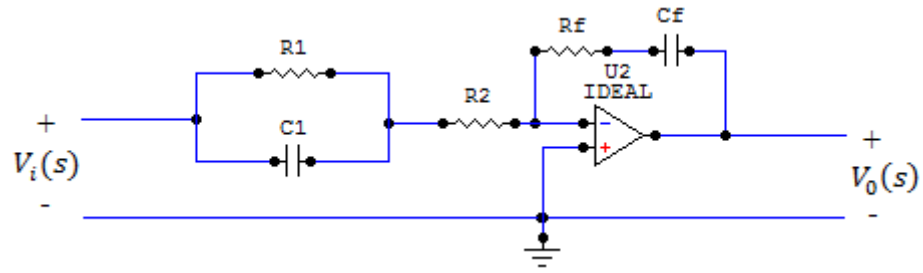 Rf
Cf
R1
U2
IDEAL
R2
C1
+
+
Vi(s)
V0(s)
-
-
-
+